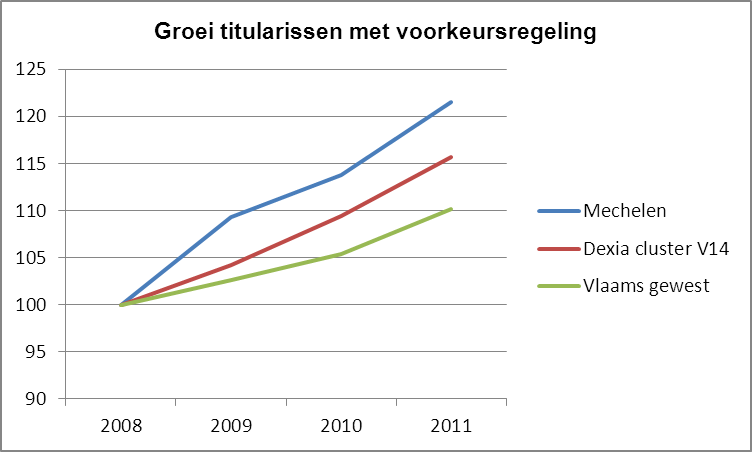 Groei titularissen met voorkeursregeling
125
120
115
110
105
100
95
90
2008 2009 2010 2011
Mechelen
Dexia cluster V14
Vlaams gewest